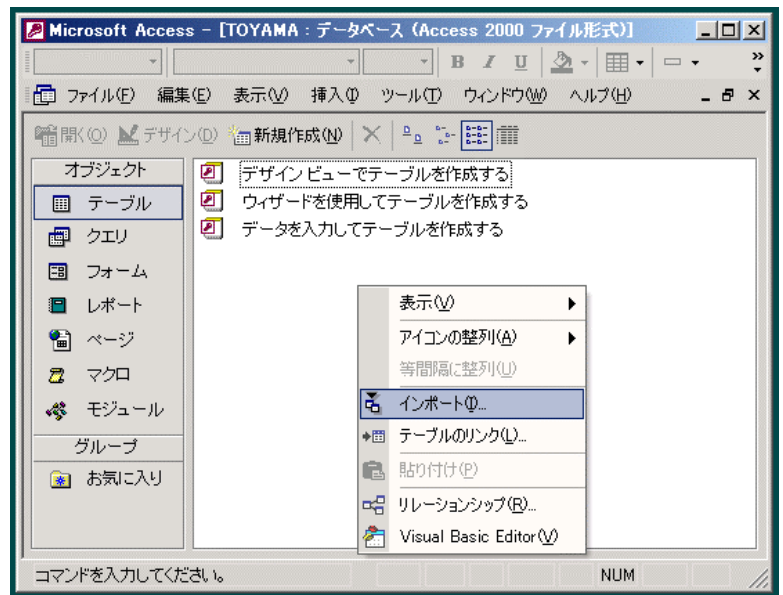 Microsoft Access - [TOYAMA : データベース (Access 2000 ファイル形式)]
B I U
ファイル(F) 編集(E) 表示(V) 挿入(I) ツール(T) ウィンドウ(W) ヘルプ(H)
開く(O) デザイン(D) 新規作成(N)
オブジェクト
テーブル
クエリ
フォーム
レポート
ページ
マクロ
モジュール
グループ
お気に入り
デザイン ビューでテーブルを作成する
ウィザードを使用してテーブルを作成する
データを入力してテーブルを作成する
表示(V)
アイコンの整列(A)
等間隔に整列(U)
インポート(I)...
テーブルのリンク(L)...
貼り付け(P)
リレーションシップ(R)...
Visual Basic Editor(V)
コマンドを入力してください。 NUM